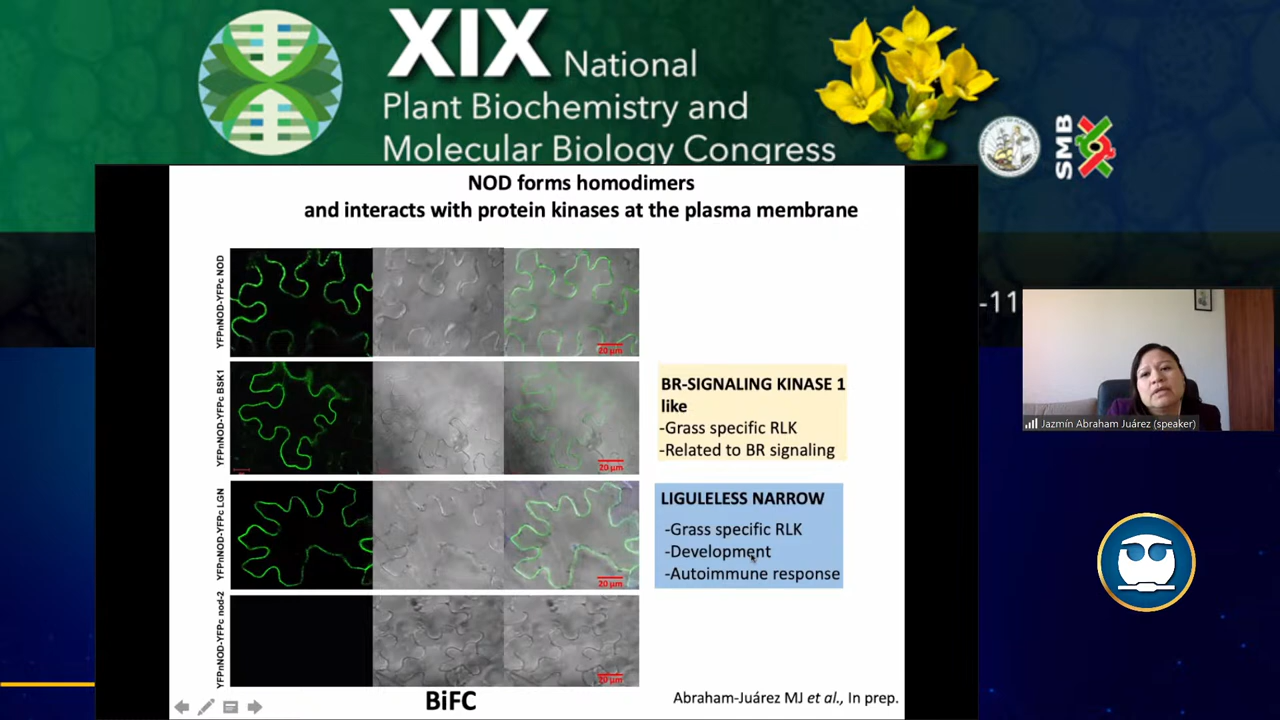 XIX National
Plant Biochemistry and
Molecular Biology Congress
SMB
NOD forms homodimers
and interacts with protein kinases at the plasma membrane
YFPnNOD-YFPc NOD
20 µm
YFPnNOD-YFPc BSK1
20 µm
BR-SIGNALING KINASE 1
like
-Grass specific RLK
-Related to BR signaling
YFPnNOD-YFPc LGN
20 µm
LIGULELESS NARROW
-Grass specific RLK
-Development
-Autoimmune response
YFPnNOD-YFPc nod-2
20 µm
BiFC
Abraham-Juárez MJ et al., In prep.
-11
Jazmín Abraham Juárez (speaker)